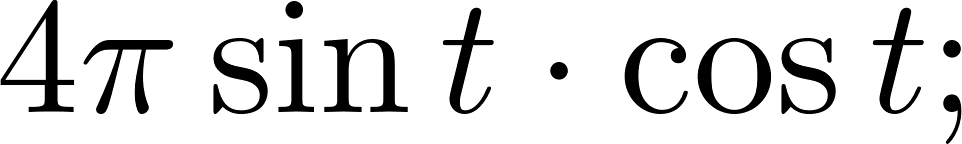 4π sin t · cos t;